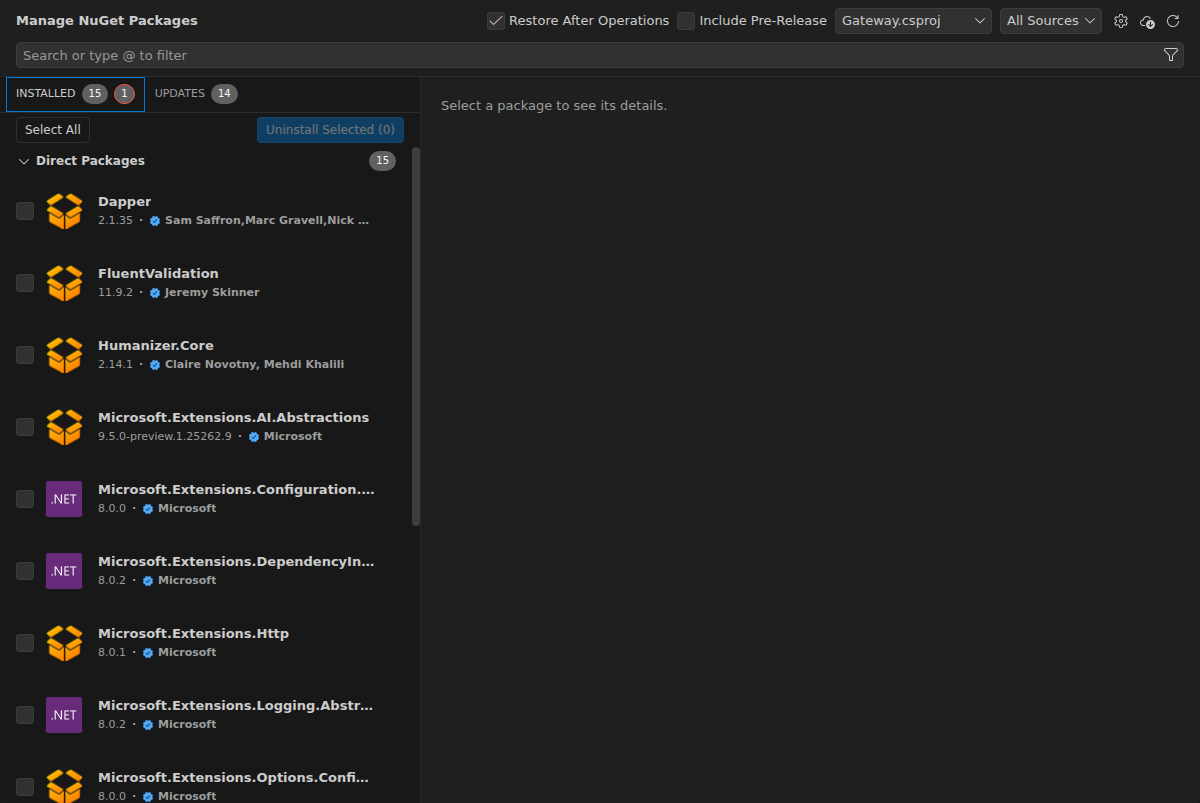 Manage NuGet Packages
Restore After Operations
Include Pre-Release
Gateway.csproj
All Sources
Search or type @ to filter
INSTALLED 15 1
UPDATES 14
Select All
Uninstall Selected (0)
Direct Packages 15
Dapper
2.1.35 · Sam Saffron,Marc Gravell,Nick ...
FluentValidation
11.9.2 · Jeremy Skinner
Humanizer.Core
2.14.1 · Claire Novotny, Mehdi Khalili
Microsoft.Extensions.AI.Abstractions
9.5.0-preview.1.25262.9 · Microsoft
.NET
Microsoft.Extensions.Configuration....
8.0.0 · Microsoft
.NET
Microsoft.Extensions.DependencyIn...
8.0.2 · Microsoft
Microsoft.Extensions.Http
8.0.1 · Microsoft
.NET
Microsoft.Extensions.Logging.Abstr...
8.0.2 · Microsoft
Microsoft.Extensions.Options.Confi...
8.0.0 · Microsoft
Select a package to see its details.